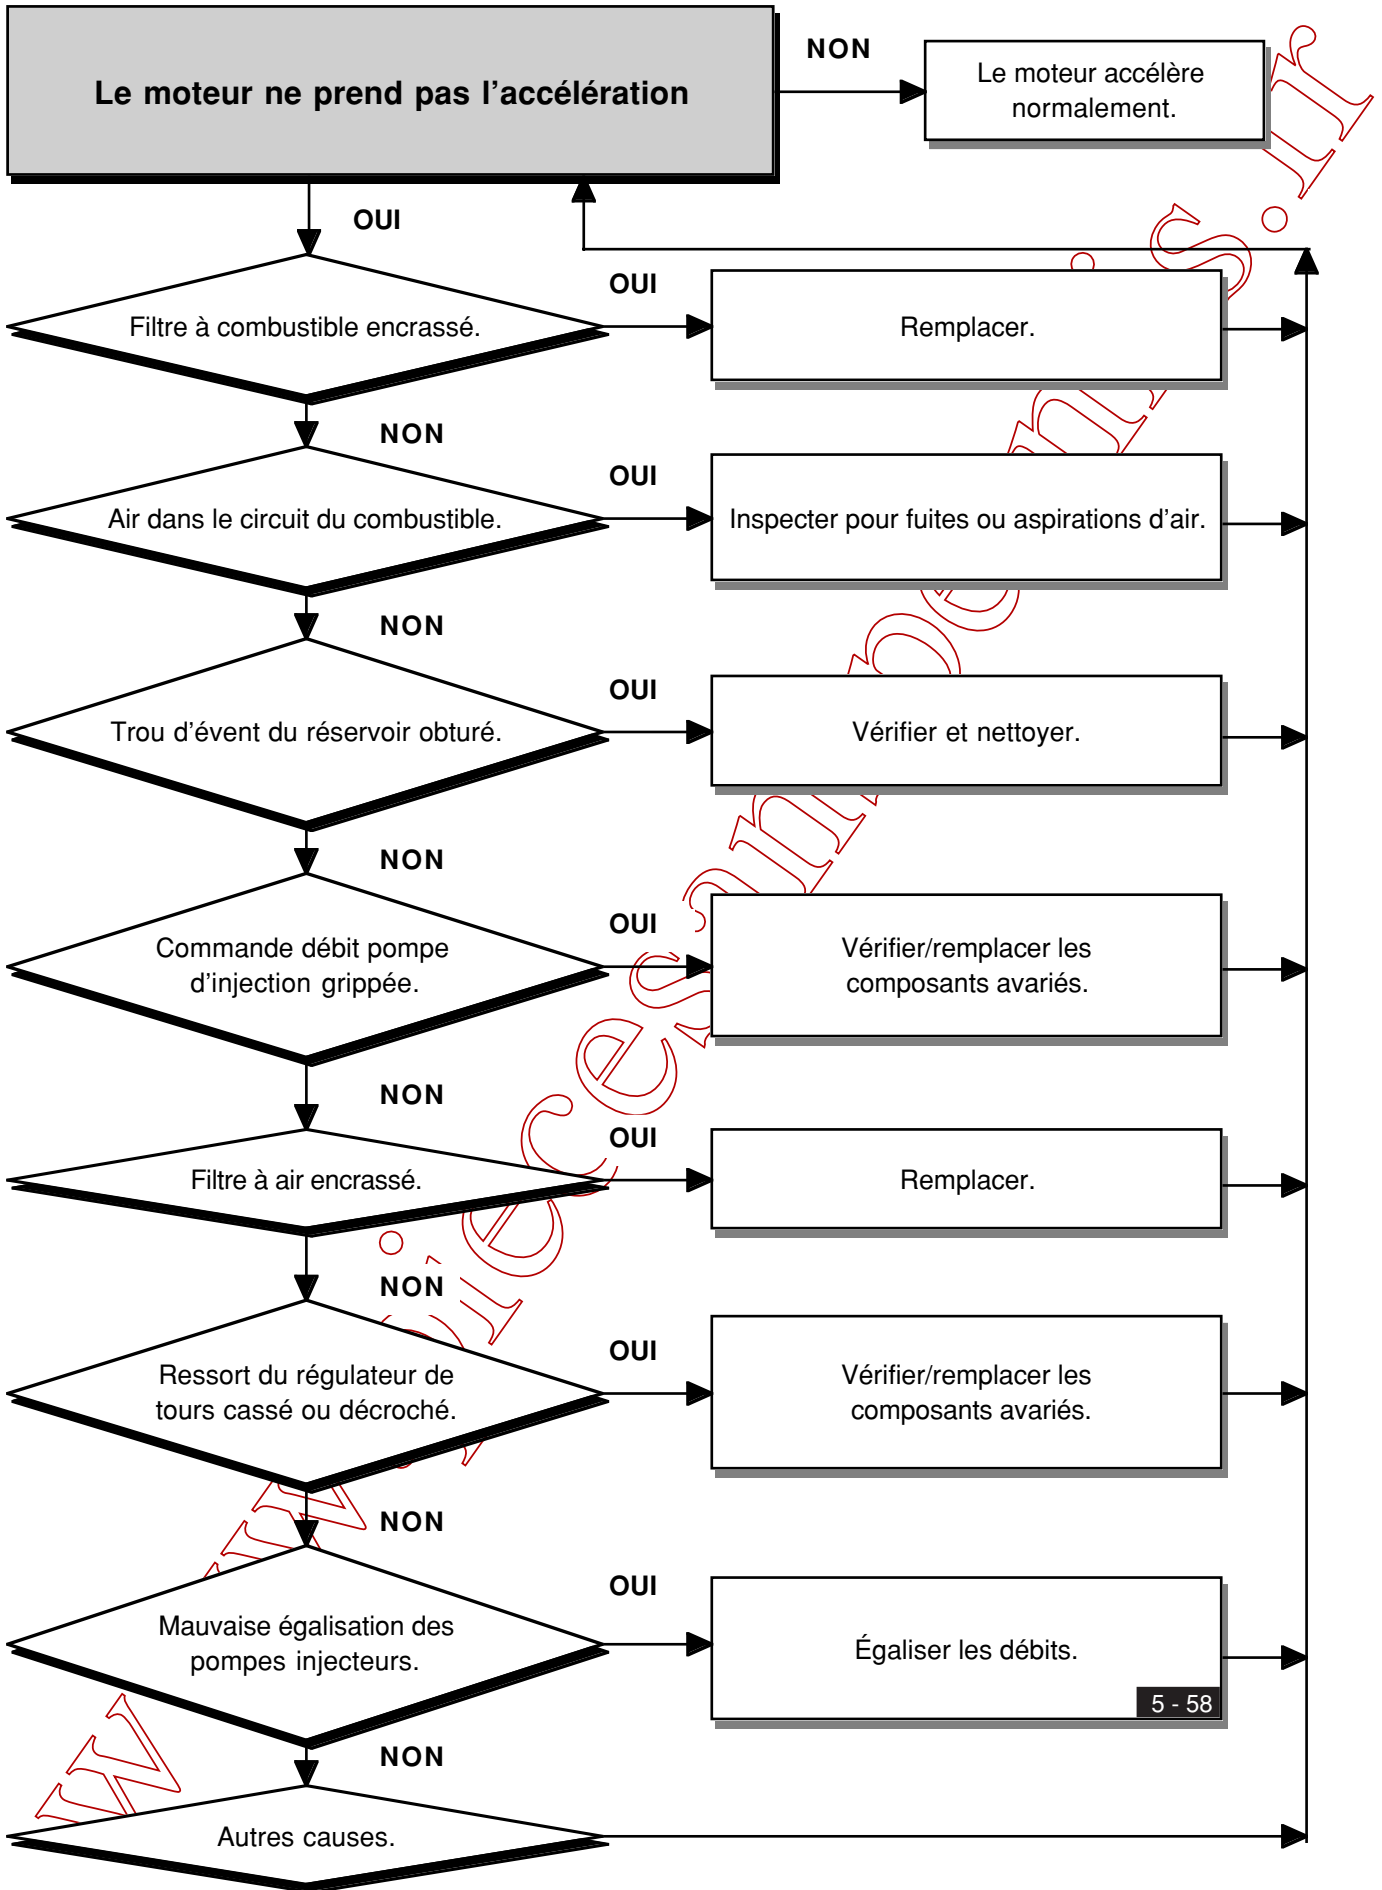 Le moteur ne prend pas l'accélération
NON
Le moteur accélère
normalement.
OUI
Filtre à combustible encrassé.
OUI
Remplacer.
NON
Air dans le circuit du combustible.
OUI
Inspecter pour fuites ou aspirations d'air.
NON
Trou d'évent du réservoir obturé.
OUI
Vérifier et nettoyer.
NON
Commande débit pompe
d'injection grippée.
OUI
Vérifier/remplacer les
composants avariés.
NON
Filtre à air encrassé.
OUI
Remplacer.
NON
Ressort du régulateur de
tours cassé ou décroché.
OUI
Vérifier/remplacer les
composants avariés.
NON
Mauvaise égalisation des
pompes injecteurs.
OUI
Égaliser les débits.
5 - 58
NON
Autres causes.